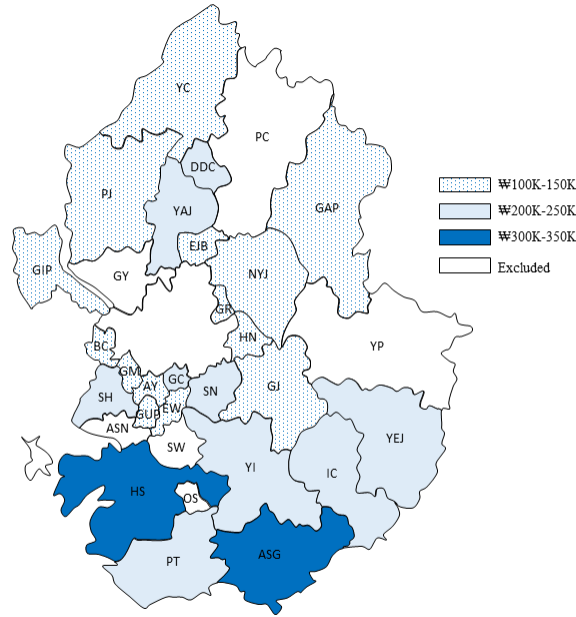 YC
PC
DDC
PJ
GAP
YAJ
EJB
GIP
GY
NYJ
GR
HN
BC
YP
GM
AY
GC
SN
GJ
SH
GUP
EW
ASN
SW
YI
IC
YEJ
HS
OS
PT
ASG
₩100K-150K
₩200K-250K
₩300K-350K
Excluded